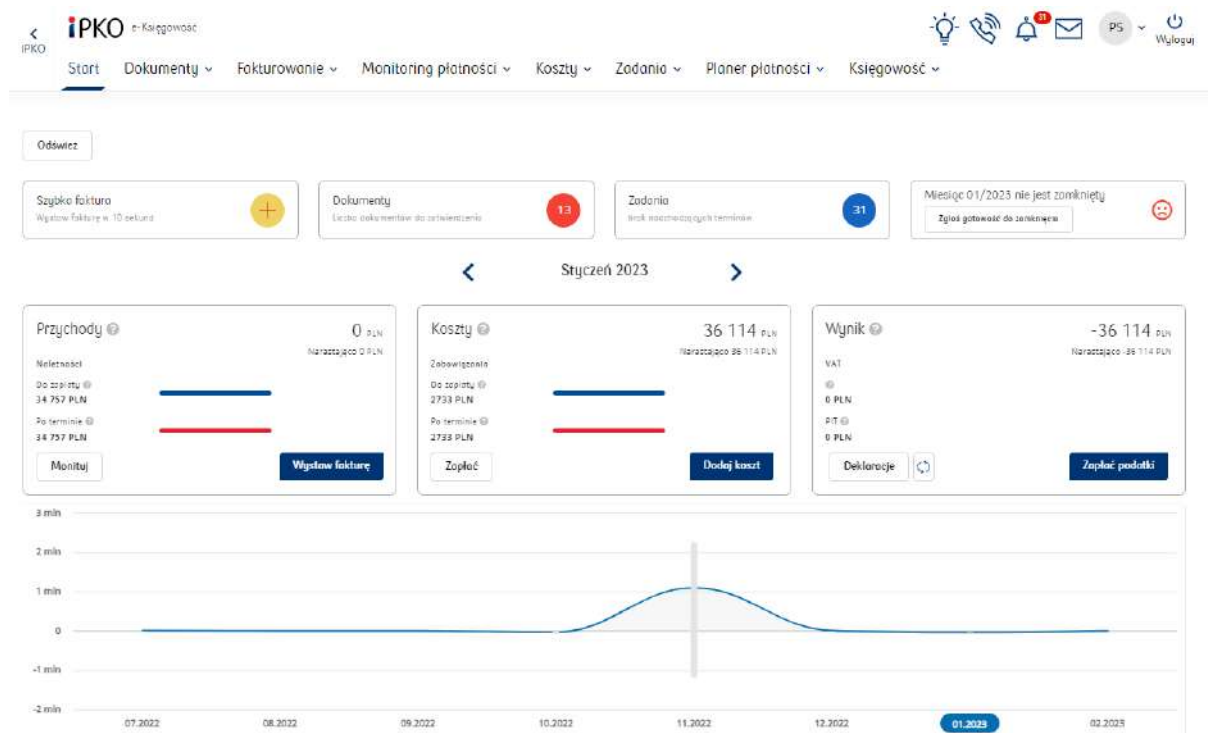 IPKO
iPKO e-Księgowość
31
PS
Wyloguj
Start Dokumenty Fakturowanie Monitoring płatności Koszty Zadania Planer płatności Księgowość
Odśwież
Szybka faktura
Wystaw fakturę w 10 sekund
Dokumenty
Liczba dokumentów do zatwierdzenia
13
Zadania
Brak nadchodzących terminów
31
Miesiąc 01/2023 nie jest zamknięty
Zgłoś gotowość do zamknięcia
Styczeń 2023
Przychody
0 PLN
Narastająco 0 PLN
Należności
Do zapłaty
34 757 PLN
Po terminie
34 757 PLN
Monituj
Wystaw fakturę
Koszty
36 114 PLN
Narastająco 36 114 PLN
Zobowiązania
Do zapłaty
2733 PLN
Po terminie
2733 PLN
Zapłać
Dodaj koszt
Wynik
-36 114 PLN
Narastająco -36 114 PLN
VAT
0 PLN
PIT
0 PLN
Deklaracje
Zapłać podatki
3 mln
2 mln
1 mln
0
-1 mln
-2 mln
07.2022 08.2022 09.2022 10.2022 11.2022 12.2022 01.2023 02.2023